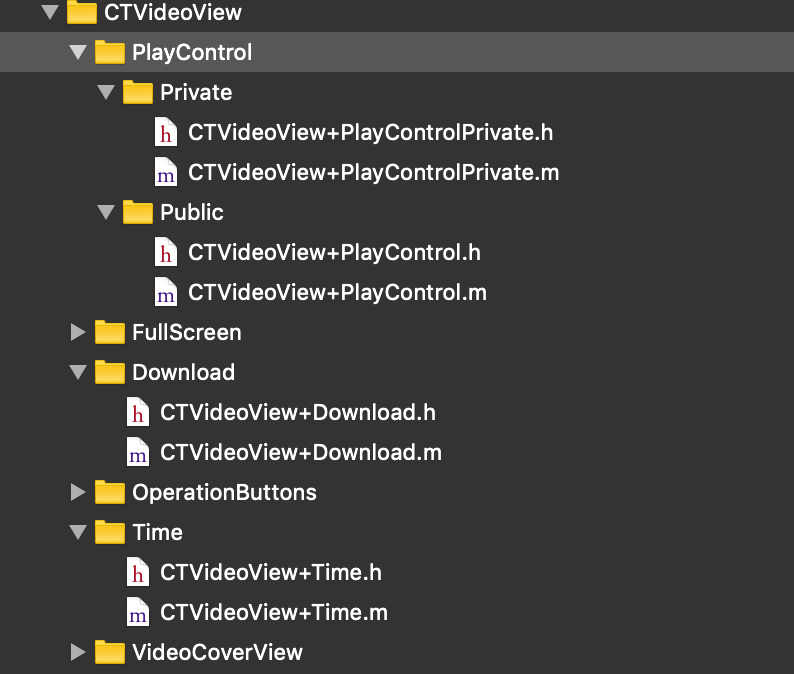 CTVideoView
PlayControl
Private
h CTVideoView+PlayControlPrivate.h
m CTVideoView+PlayControlPrivate.m
Public
h CTVideoView+PlayControl.h
m CTVideoView+PlayControl.m
FullScreen
Download
h CTVideoView+Download.h
m CTVideoView+Download.m
OperationButtons
Time
h CTVideoView+Time.h
m CTVideoView+Time.m
VideoCoverView